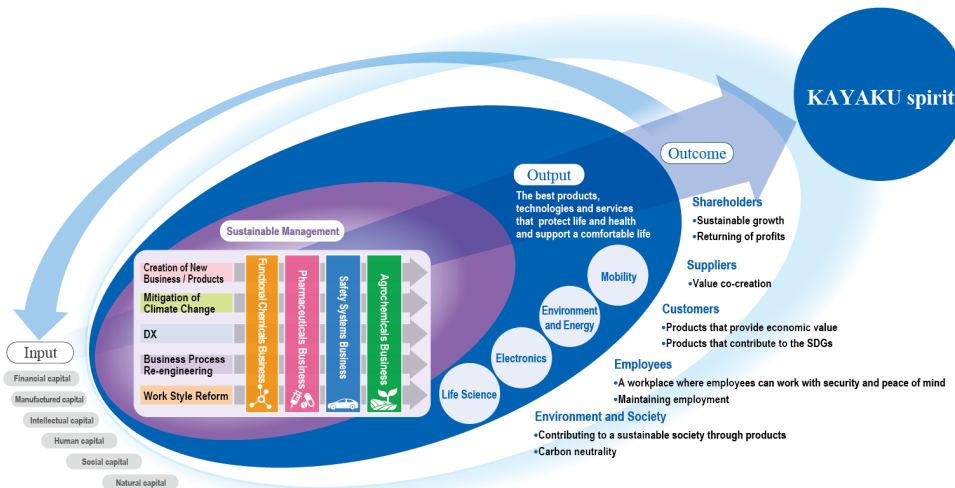 KAYAKU spirit
Outcome
Output
The best products,
technologies and services
that protect life and health
and support a comfortable life
Shareholders
•Sustainable growth
•Returning of profits
Suppliers
•Value co-creation
Customers
•Products that provide economic value
•Products that contribute to the SDGs
Employees
•A workplace where employees can work with security and peace of mind
•Maintaining employment
Environment and Society
•Contributing to a sustainable society through products
•Carbon neutrality
Mobility
Environment
and Energy
Electronics
Life Science
Sustainable Management
Creation of New
Business / Products
Mitigation of
Climate Change
DX
Business Process
Re-engineering
Work Style Reform
Functional Chemicals Business
Pharmaceuticals Business
Safety Systems Business
Agrochemicals Business
Input
Financial capital
Manufactured capital
Intellectual capital
Human capital
Social capital
Natural capital